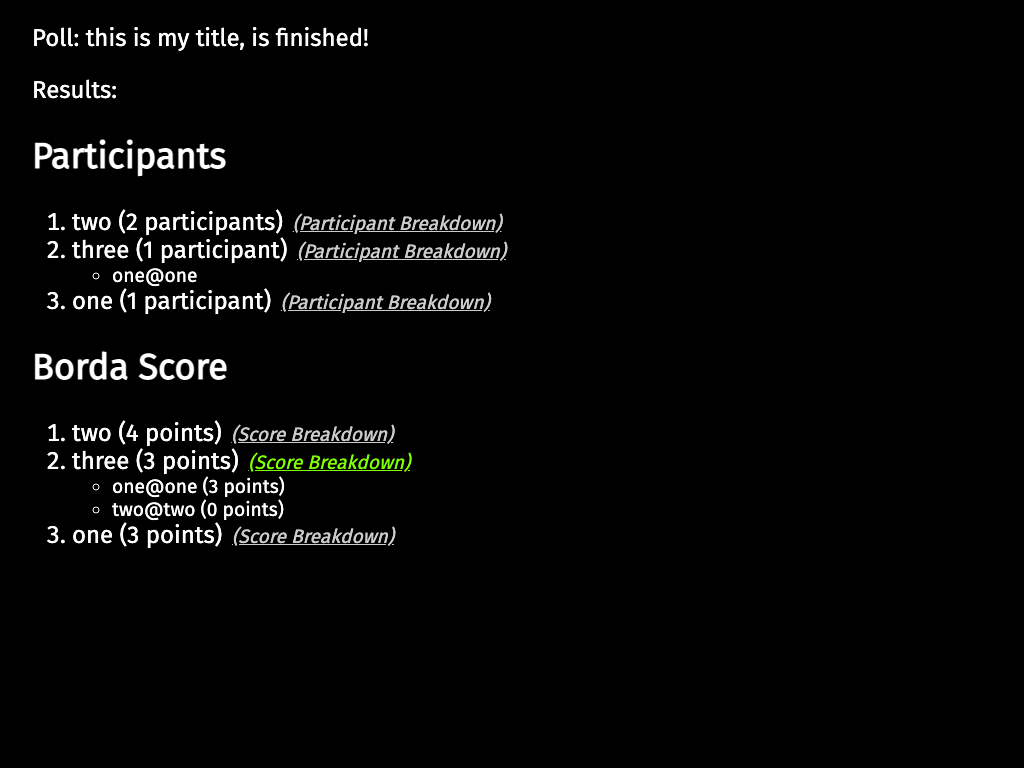 Poll: this is my title, is finished!
Results:
Participants
1. two (2 participants) (Participant Breakdown)
2. three (1 participant) (Participant Breakdown)
◦ one@one
3. one (1 participant) (Participant Breakdown)
Borda Score
1. two (4 points) (Score Breakdown)
2. three (3 points) (Score Breakdown)
◦ one@one (3 points)
◦ two@two (0 points)
3. one (3 points) (Score Breakdown)